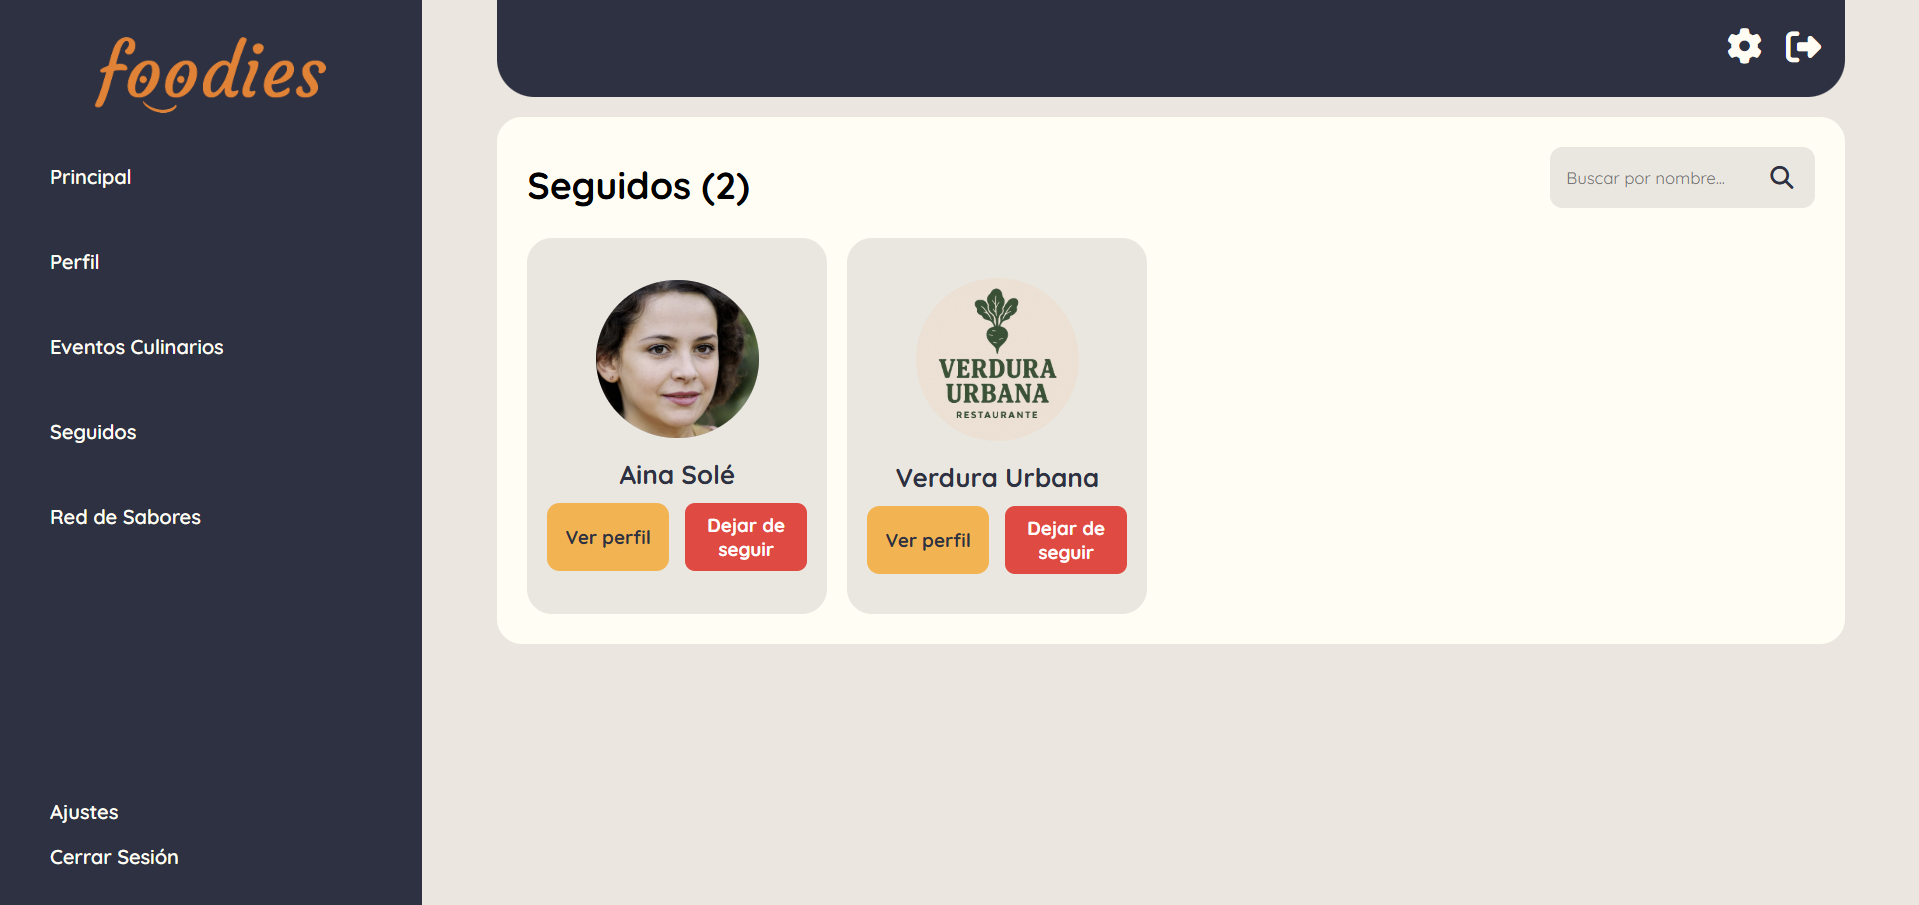 foodies
Principal
Perfil
Eventos Culinarios
Seguidos
Red de Sabores
Ajustes
Cerrar Sesión
Seguidos (2)
Buscar por nombre...
Aina Solé
Ver perfil
Dejar de
seguir
VERDURA
URBANA
RESTAURANTE
Verdura Urbana
Ver perfil
Dejar de
seguir